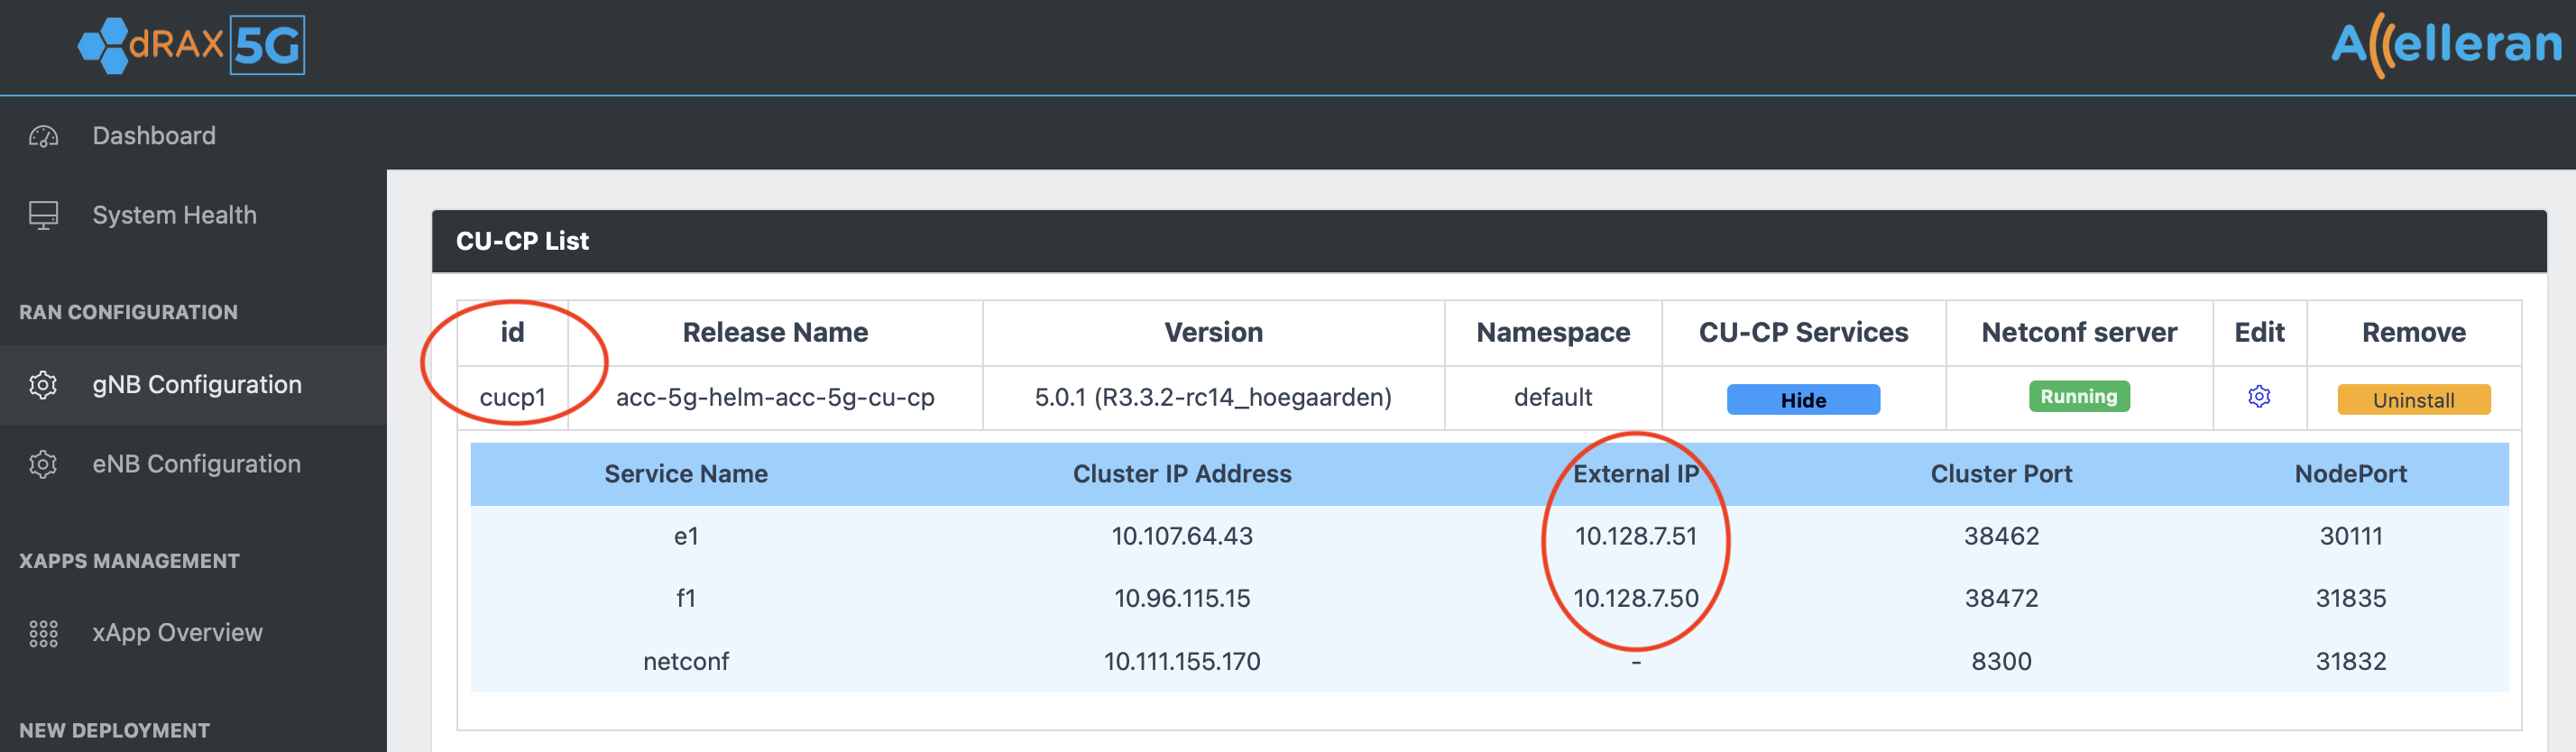 dRAX 5G
Accelleran
Dashboard
System Health
RAN CONFIGURATION
gNB Configuration
eNB Configuration
XAPPS MANAGEMENT
xApp Overview
NEW DEPLOYMENT
CU-CP List
id Release Name Version Namespace CU-CP Services Netconf server Edit Remove
cucp1 acc-5g-helm-acc-5g-cu-cp 5.0.1 (R3.3.2-rc14_hoegaarden) default Hide Running Uninstall
Service Name Cluster IP Address External IP Cluster Port NodePort
e1 10.107.64.43 10.128.7.51 38462 30111
f1 10.96.115.15 10.128.7.50 38472 31835
netconf 10.111.155.170 - 8300 31832